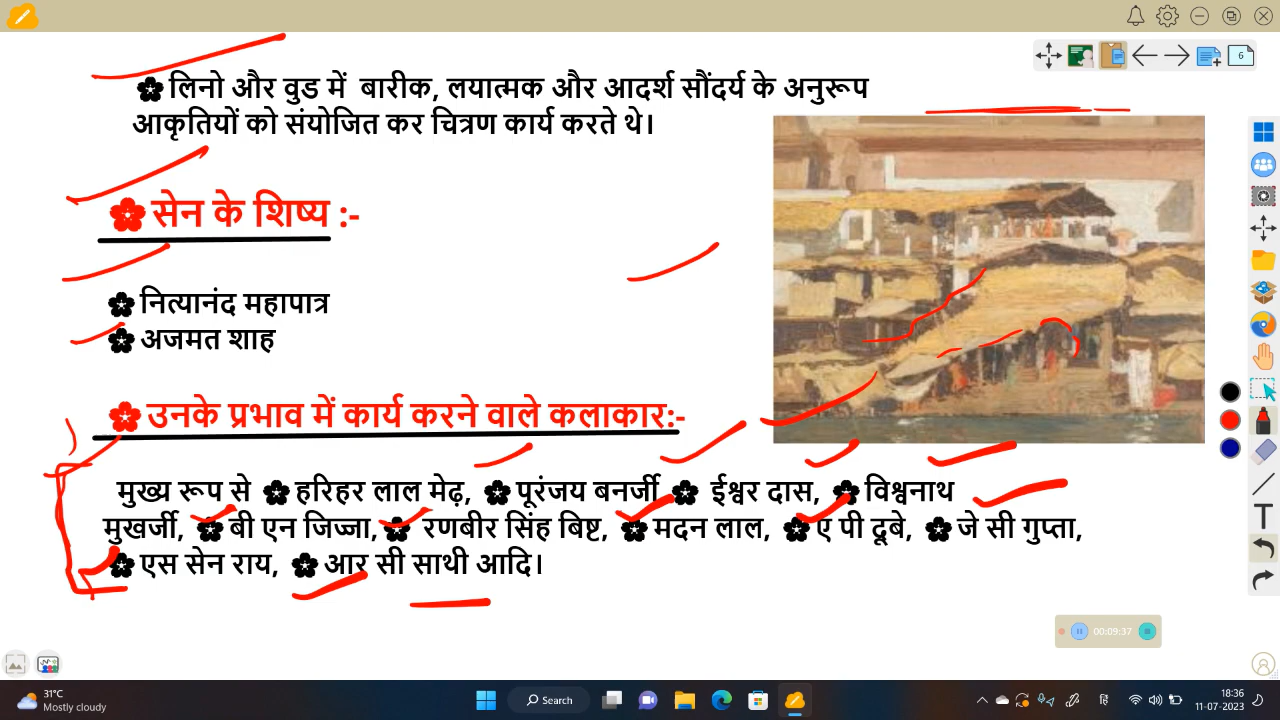 6
लिनो और वुड में बारीक, लयात्मक और आदर्श सौंदर्य के अनुरूप
आकृतियों को संयोजित कर चित्रण कार्य करते थे।
सेन के शिष्य :-
नित्यानंद महापात्र
अजमत शाह
उनके प्रभाव में कार्य करने वाले कलाकार:-
मुख्य रूप से हरिहर लाल मेढ़, पूरंजय बनर्जी ईश्वर दास, विश्वनाथ
मुखर्जी, बी एन जिज्जा, रणबीर सिंह बिष्ट, मदन लाल, ए पी दूबे, जे सी गुप्ता,
एस सेन राय, आर सी साथी आदि।
00:09:37
31°C
Mostly cloudy
Search
18:36
11-07-2023